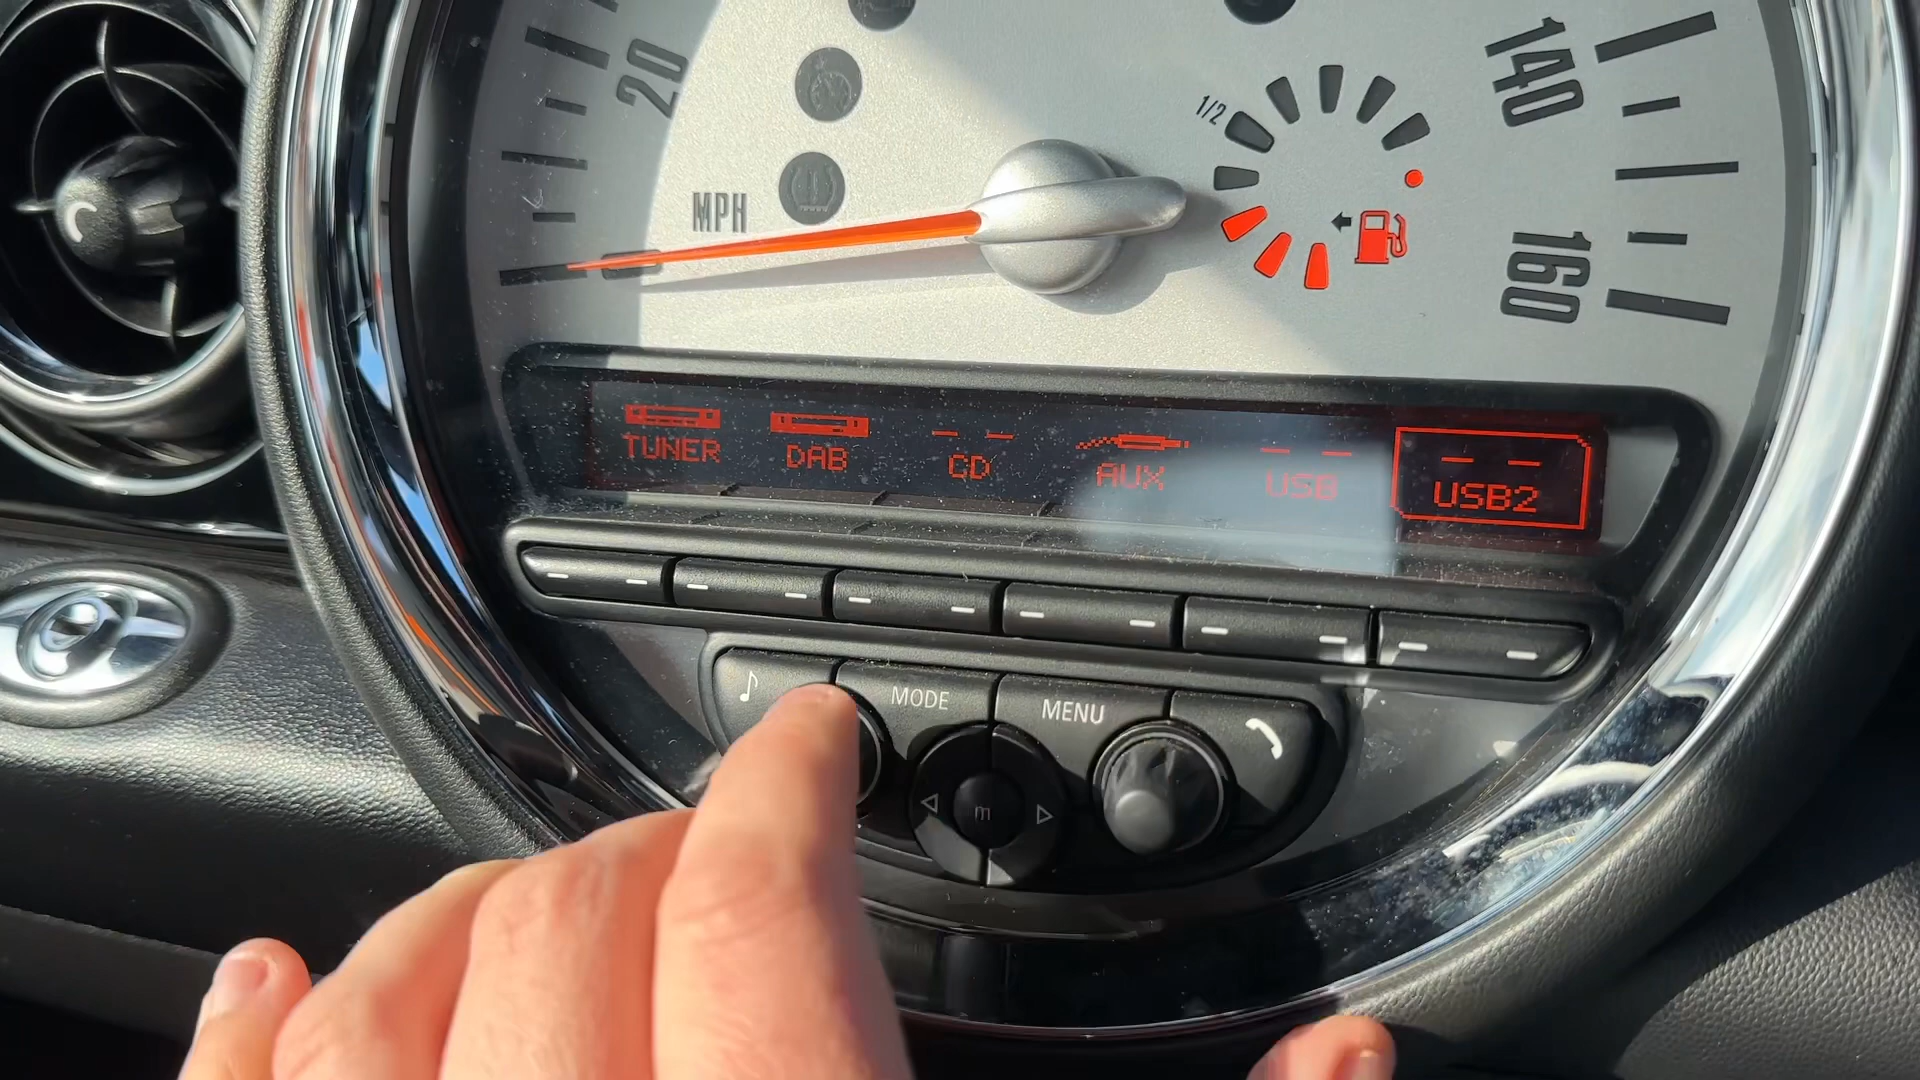 20
MPH
1/2
140
160
TUNER
DAB
CD
AUX
USB
USB2
♪
MODE
MENU
m